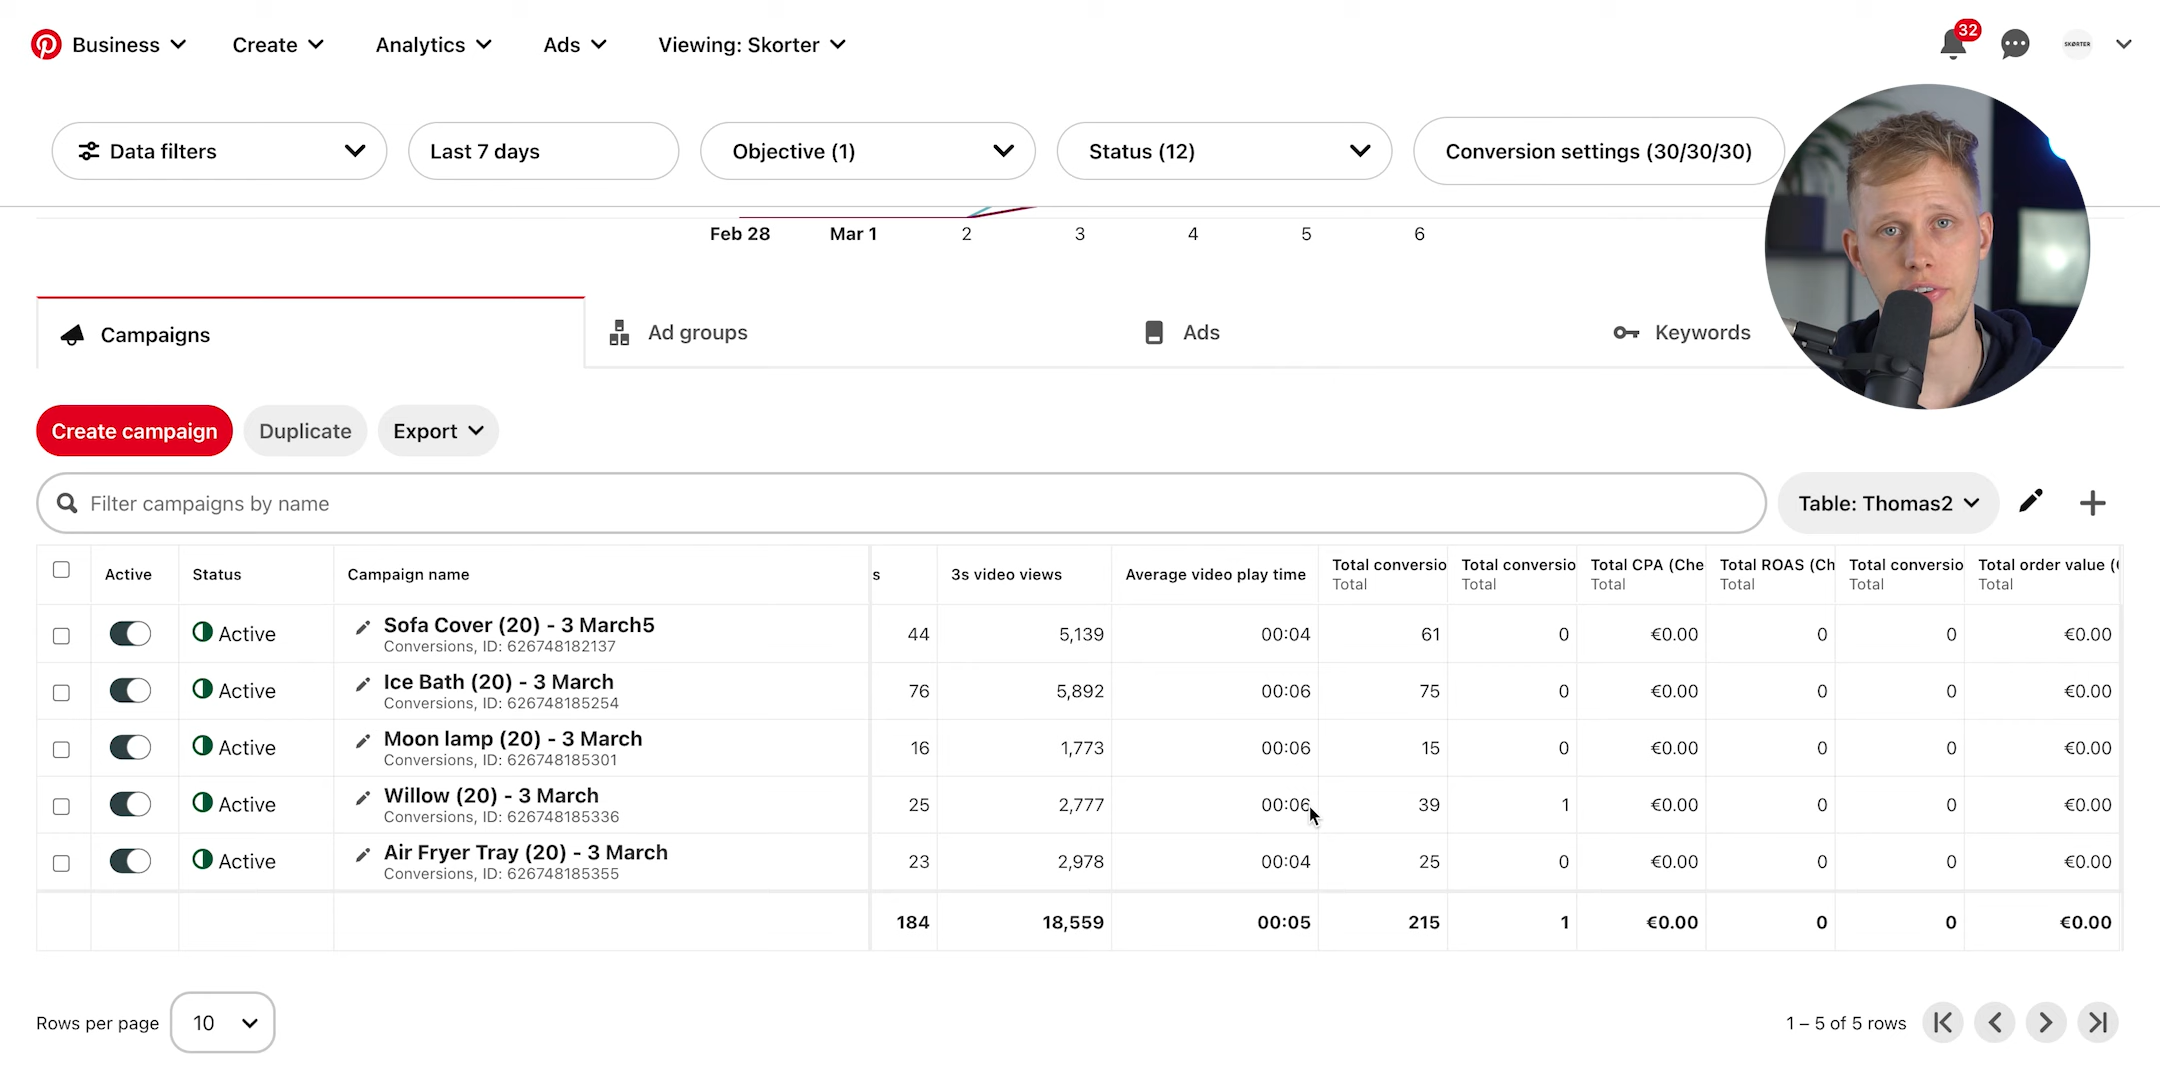 Business Create Analytics Ads Viewing: Skorter 32 SKØRTER
Data filters Last 7 days Objective (1) Status (12) Conversion settings (30/30/30)
Feb 28 Mar 1 2 3 4 5 6
Campaigns Ad groups Ads Keywords
Create campaign Duplicate Export
Filter campaigns by name Table: Thomas2
Active Status Campaign name s 3s video views Average video play time Total conversio Total conversio Total CPA (Che Total ROAS (Ch Total conversio Total order value (
Total Total Total Total Total Total
Active Sofa Cover (20) - 3 March5 44 5,139 00:04 61 0 €0.00 0 0 €0.00
Conversions, ID: 626748182137
Active Ice Bath (20) - 3 March 76 5,892 00:06 75 0 €0.00 0 0 €0.00
Conversions, ID: 626748185254
Active Moon lamp (20) - 3 March 16 1,773 00:06 15 0 €0.00 0 0 €0.00
Conversions, ID: 626748185301
Active Willow (20) - 3 March 25 2,777 00:06 39 1 €0.00 0 0 €0.00
Conversions, ID: 626748185336
Active Air Fryer Tray (20) - 3 March 23 2,978 00:04 25 0 €0.00 0 0 €0.00
Conversions, ID: 626748185355
184 18,559 00:05 215 1 €0.00 0 0 €0.00
Rows per page 10 1 – 5 of 5 rows